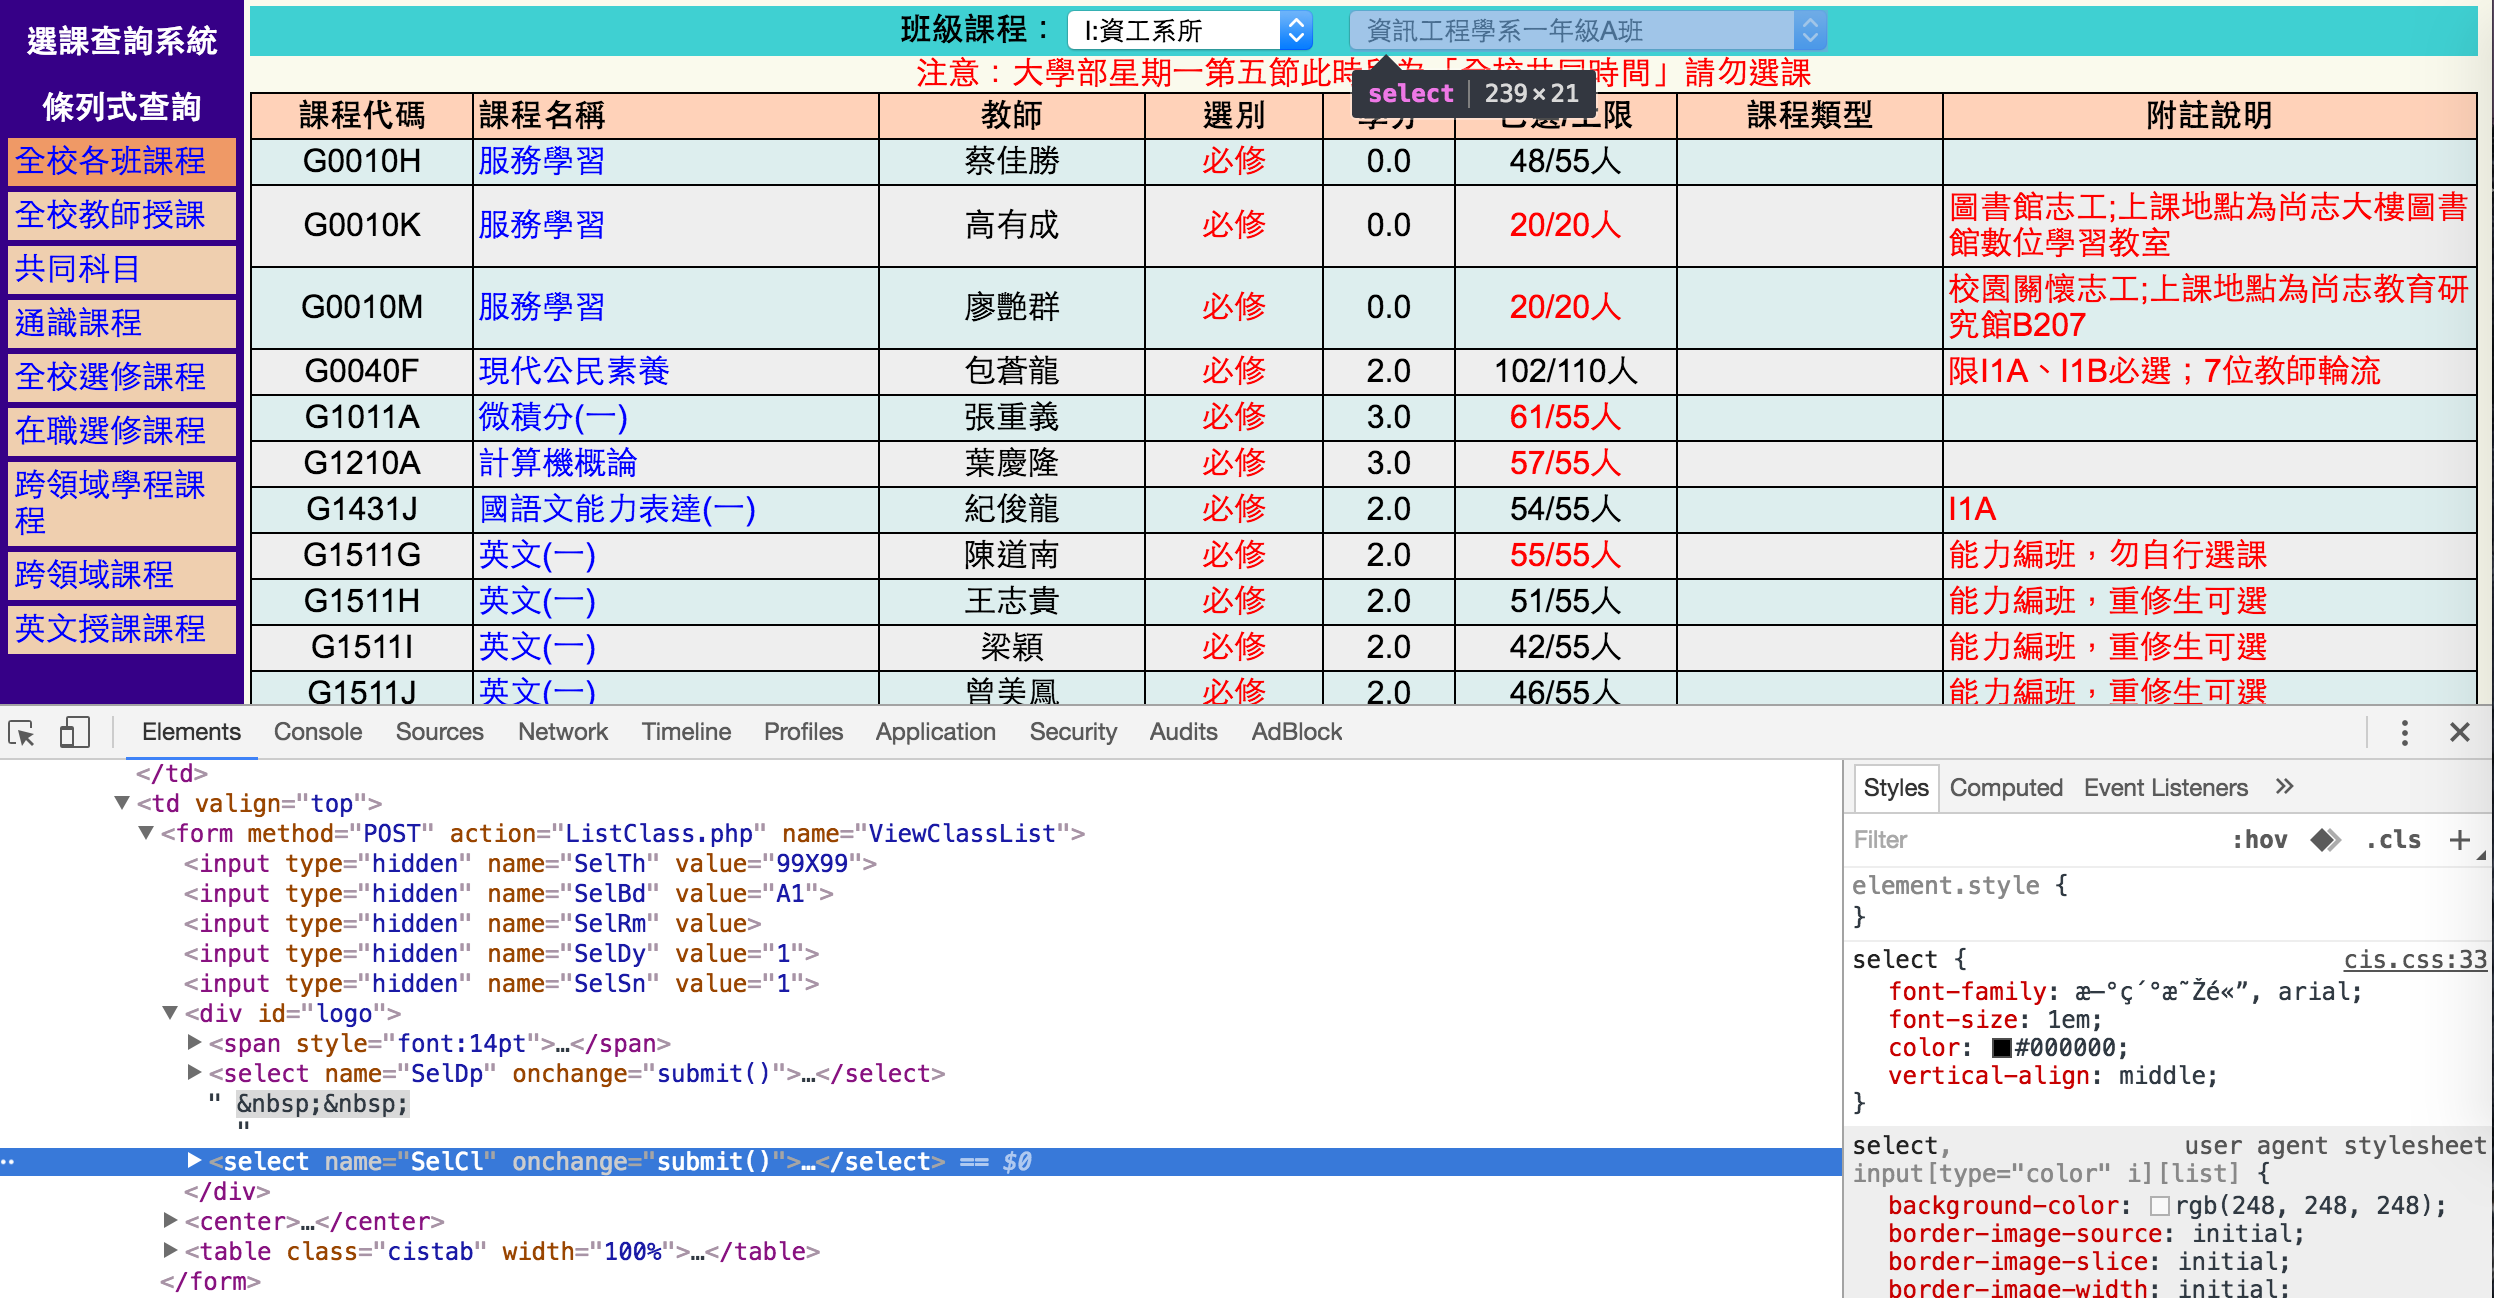 選課查詢系統
條列式查詢
全校各班課程
全校教師授課
共同科目
通識課程
全校選修課程
在職選修課程
跨領域學程課
程
跨領域課程
英文授課課程
班級課程： I:資工系所 資訊工程學系一年級A班
注意：大學部星期一第五節此時段為「全校共同時間」請勿選課
select 239×21
課程代碼 課程名稱 教師 選別 學分 已選/上限 課程類型 附註說明
G0010H 服務學習 蔡佳勝 必修 0.0 48/55人
G0010K 服務學習 高有成 必修 0.0 20/20人 圖書館志工;上課地點為尚志大樓圖書
館數位學習教室
G0010M 服務學習 廖艷群 必修 0.0 20/20人 校園關懷志工;上課地點為尚志教育研
究館B207
G0040F 現代公民素養 包蒼龍 必修 2.0 102/110人 限I1A、I1B必選；7位教師輪流
G1011A 微積分(一) 張重義 必修 3.0 61/55人
G1210A 計算機概論 葉慶隆 必修 3.0 57/55人
G1431J 國語文能力表達(一) 紀俊龍 必修 2.0 54/55人 I1A
G1511G 英文(一) 陳道南 必修 2.0 55/55人 能力編班，勿自行選課
G1511H 英文(一) 王志貴 必修 2.0 51/55人 能力編班，重修生可選
G1511I 英文(一) 梁穎 必修 2.0 42/55人 能力編班，重修生可選
G1511J 英文(一) 曾美鳳 必修 2.0 46/55人 能力編班，重修生可選
Elements Console Sources Network Timeline Profiles Application Security Audits AdBlock
</td>
<td valign="top">
<form method="POST" action="ListClass.php" name="ViewClassList">
<input type="hidden" name="SelTh" value="99X99">
<input type="hidden" name="SelBd" value="A1">
<input type="hidden" name="SelRm" value>
<input type="hidden" name="SelDy" value="1">
<input type="hidden" name="SelSn" value="1">
<div id="logo">
<span style="font:14pt">…</span>
<select name="SelDp" onchange="submit()">…</select>
" &nbsp;&nbsp;
"
<select name="SelCl" onchange="submit()">…</select> == $0
</div>
<center>…</center>
<table class="cistab" width="100%">…</table>
</form>
Styles Computed Event Listeners »
Filter :hov .cls +
element.style {
}
select { cis.css:33
font-family: æ–°ç´°æ˜Žé«”, arial;
font-size: 1em;
color: #000000;
vertical-align: middle;
}
select, user agent stylesheet
input[type="color" i][list] {
background-color: rgb(248, 248, 248);
border-image-source: initial;
border-image-slice: initial;
border-image-width: initial;